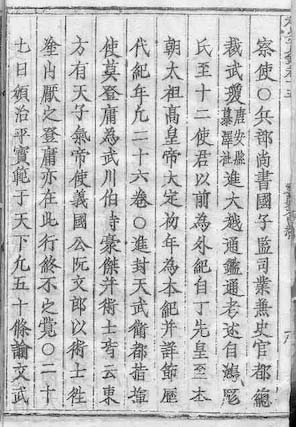 察使○兵部尚書國子監司業兼史官都總
裁武瓊唐安縣慕澤社進大越通鑑通考述自鴻厖
氏至十二使君以前為外紀自丁先皇至本
朝太祖高皇帝大定初年為本紀并詳節歷
代紀年凡二十六卷○進封天武衛都指揮
使莫登庸為武川伯時豪傑并術士皆云東
方有天子氣帝使義國公阮文郎以術士徃
塗山厭之登庸亦在此行終不之覺○二十
七日頒治平寶範于天下凡五十條諭文武